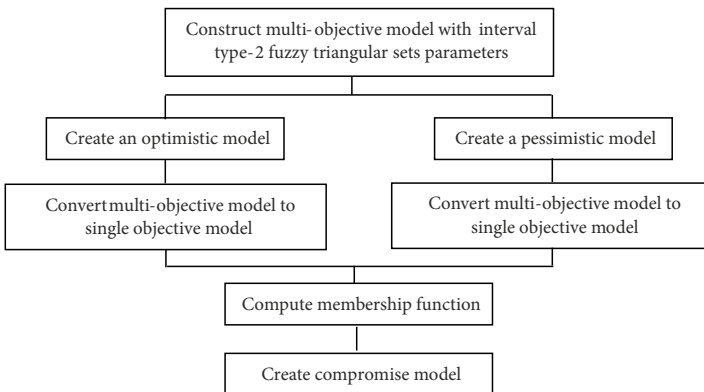 Construct multi-objective model with interval
type-2 fuzzy triangular sets parameters
Create an optimistic model
Create a pessimistic model
Convert multi-objective model to
single objective model
Convert multi-objective model to
single objective model
Compute membership function
Create compromise model